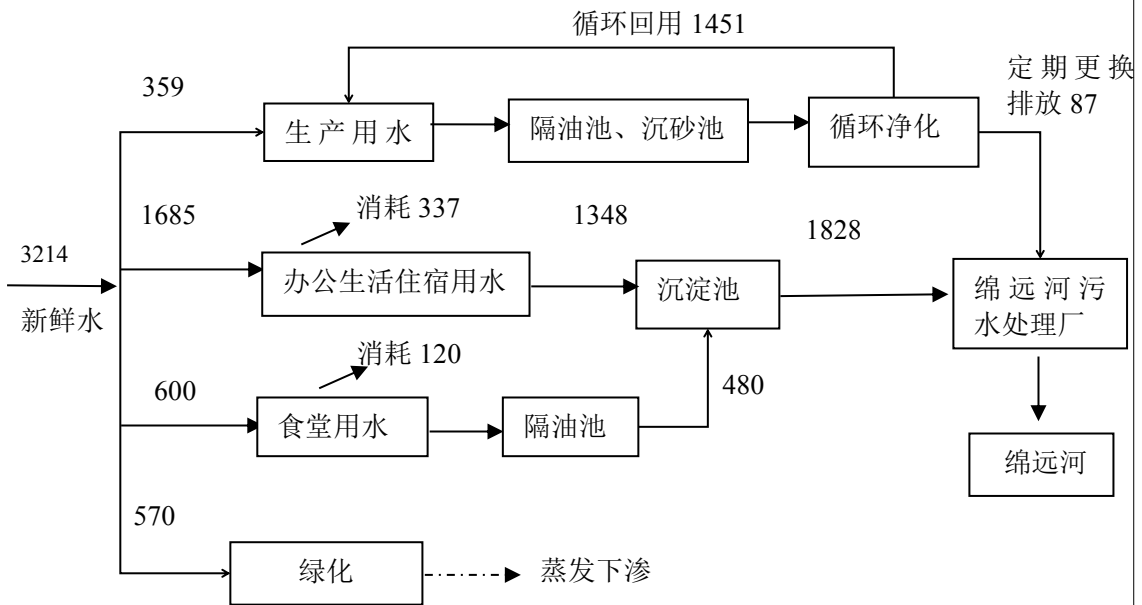 循环回用 1451
定期更换
排放 87
359
生产用水
隔油池、沉砂池
循环净化
1685
消耗 337
1348
1828
3214
新鲜水
办公生活住宿用水
沉淀池
绵远河污
水处理厂
消耗 120
600
480
食堂用水
隔油池
绵远河
570
绿化
蒸发下渗